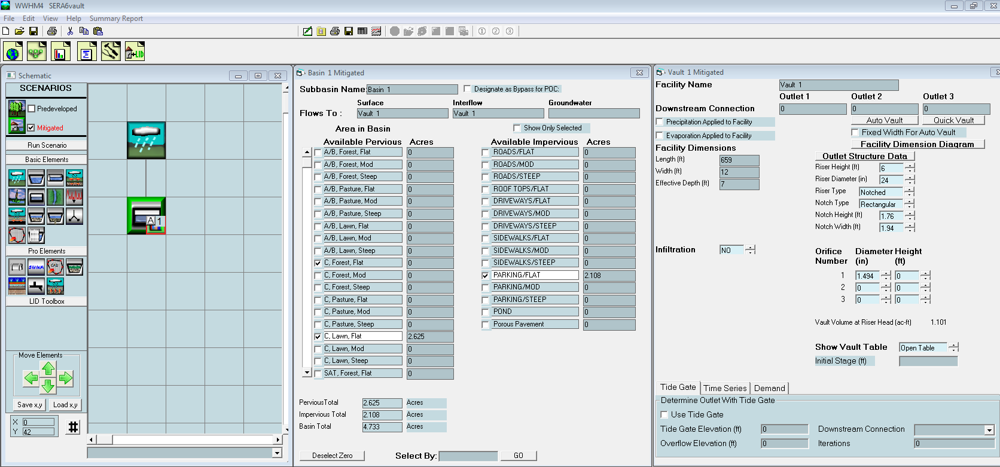 WWHM4 SERA6vault
File Edit View Help Summary Report
Schematic
SCENARIOS
Predeveloped
Mitigated
Run Scenario
Basic Elements
Pro Elements
SWMM
CAD
LID Toolbox
Move Elements
Save x,y Load x,y
X 0
Y 42
#
A 1
+LID
1 2 3
Basin 1 Mitigated
Subbasin Name: Basin 1 Designate as Bypass for POC:
Surface Interflow Groundwater
Flows To : Vault 1 Vault 1
Area in Basin Show Only Selected
Available Pervious Acres Available Impervious Acres
A/B, Forest, Flat 0 ROADS/FLAT 0
A/B, Forest, Mod 0 ROADS/MOD 0
A/B, Forest, Steep 0 ROADS/STEEP 0
A/B, Pasture, Flat 0 ROOF TOPS/FLAT 0
A/B, Pasture, Mod 0 DRIVEWAYS/FLAT 0
A/B, Pasture, Steep 0 DRIVEWAYS/MOD 0
A/B, Lawn, Flat 0 DRIVEWAYS/STEEP 0
A/B, Lawn, Mod 0 SIDEWALKS/FLAT 0
A/B, Lawn, Steep 0 SIDEWALKS/MOD 0
C, Forest, Flat 0 SIDEWALKS/STEEP 0
C, Forest, Mod 0 PARKING/FLAT 2.108
C, Forest, Steep 0 PARKING/MOD 0
C, Pasture, Flat 0 PARKING/STEEP 0
C, Pasture, Mod 0 POND 0
C, Pasture, Steep 0 Porous Pavement 0
C, Lawn, Flat 2.625
C, Lawn, Mod 0
C, Lawn, Steep 0
SAT, Forest, Flat 0
PerviousTotal 2.625 Acres
Impervious Total 2.108 Acres
Basin Total 4.733 Acres
Deselect Zero Select By: GO
Vault 1 Mitigated
Facility Name Vault 1
Outlet 1 Outlet 2 Outlet 3
Downstream Connection 0 0 0
Precipitation Applied to Facility Auto Vault Quick Vault
Evaporation Applied to Facility Fixed Width For Auto Vault
Facility Dimensions Facility Dimension Diagram
Length (ft) 659
Width (ft) 12
Effective Depth (ft) 7
Outlet Structure Data
Riser Height (ft) 6
Riser Diameter (in) 24
Riser Type Notched
Notch Type Rectangular
Notch Height (ft) 1.76
Notch Width (ft) 1.94
Infiltration NO
Orifice Diameter Height
Number (in) (ft)
1 1.494 0
2 0 0
3 0 0
Vault Volume at Riser Head (ac-ft) 1.101
Show Vault Table Open Table
Initial Stage (ft)
Tide Gate Time Series Demand
Determine Outlet With Tide Gate
Use Tide Gate
Tide Gate Elevation (ft) 0 Downstream Connection
Overflow Elevation (ft) 0 Iterations 0